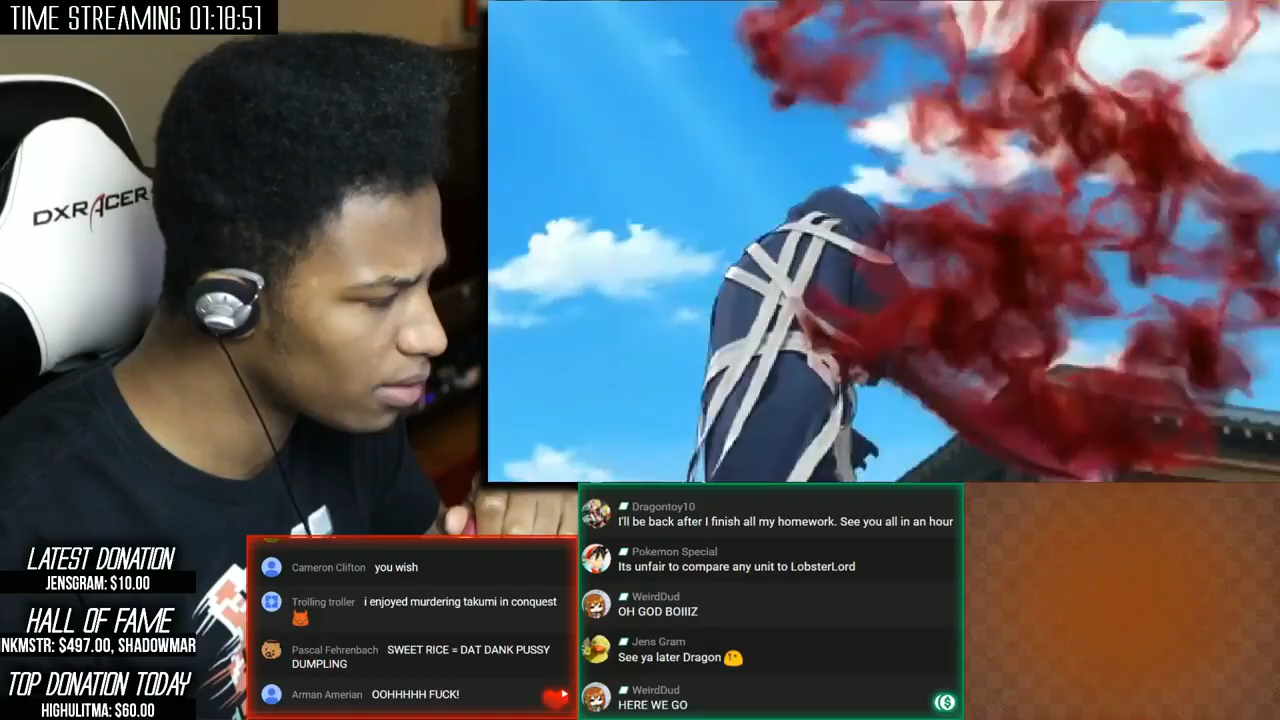 TIME STREAMING 01:18:51
DXRACER
LATEST DONATION
JENSGRAM: $10.00
HALL OF FAME
NKMSTR: $497.00, SHADOWMAR
TOP DONATION TODAY
HIGHULITMA: $60.00
Cameron Clifton you wish
Trolling troller i enjoyed murdering takumi in conquest
Pascal Fehrenbach SWEET RICE = DAT DANK PUSSY
DUMPLING
Arman Amerian OOHHHHH FUCK!
Dragontoy10
I'll be back after I finish all my homework. See you all in an hour
Pokemon Special
Its unfair to compare any unit to LobsterLord
WeirdDud
OH GOD BOIIIZ
Jens Gram
See ya later Dragon
WeirdDud
HERE WE GO